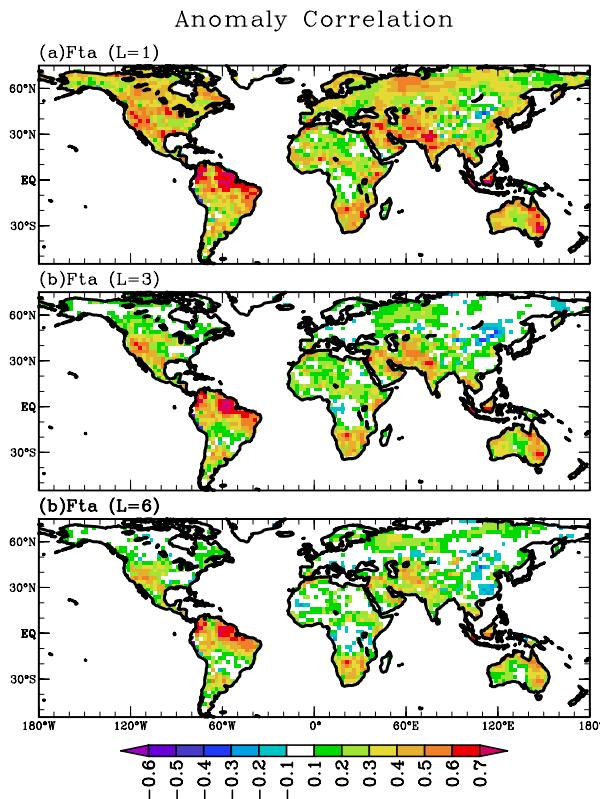 Anomaly Correlation
(a)Fta (L=1)
60°N
30°N
EQ
30°S
(b)Fta (L=3)
60°N
30°N
EQ
30°S
(b)Fta (L=6)
60°N
30°N
EQ
30°S
180°W 120°W 60°W 0° 60°E 120°E 180°
-0.6 -0.5 -0.4 -0.3 -0.2 -0.1 0.1 0.2 0.3 0.4 0.5 0.6 0.7